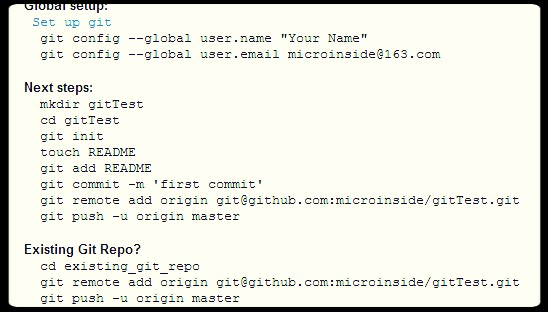 Global setup:
Set up git
git config --global user.name "Your Name"
git config --global user.email microinside@163.com
Next steps:
mkdir gitTest
cd gitTest
git init
touch README
git add README
git commit -m 'first commit'
git remote add origin git@github.com:microinside/gitTest.git
git push -u origin master
Existing Git Repo?
cd existing_git_repo
git remote add origin git@github.com:microinside/gitTest.git
git push -u origin master